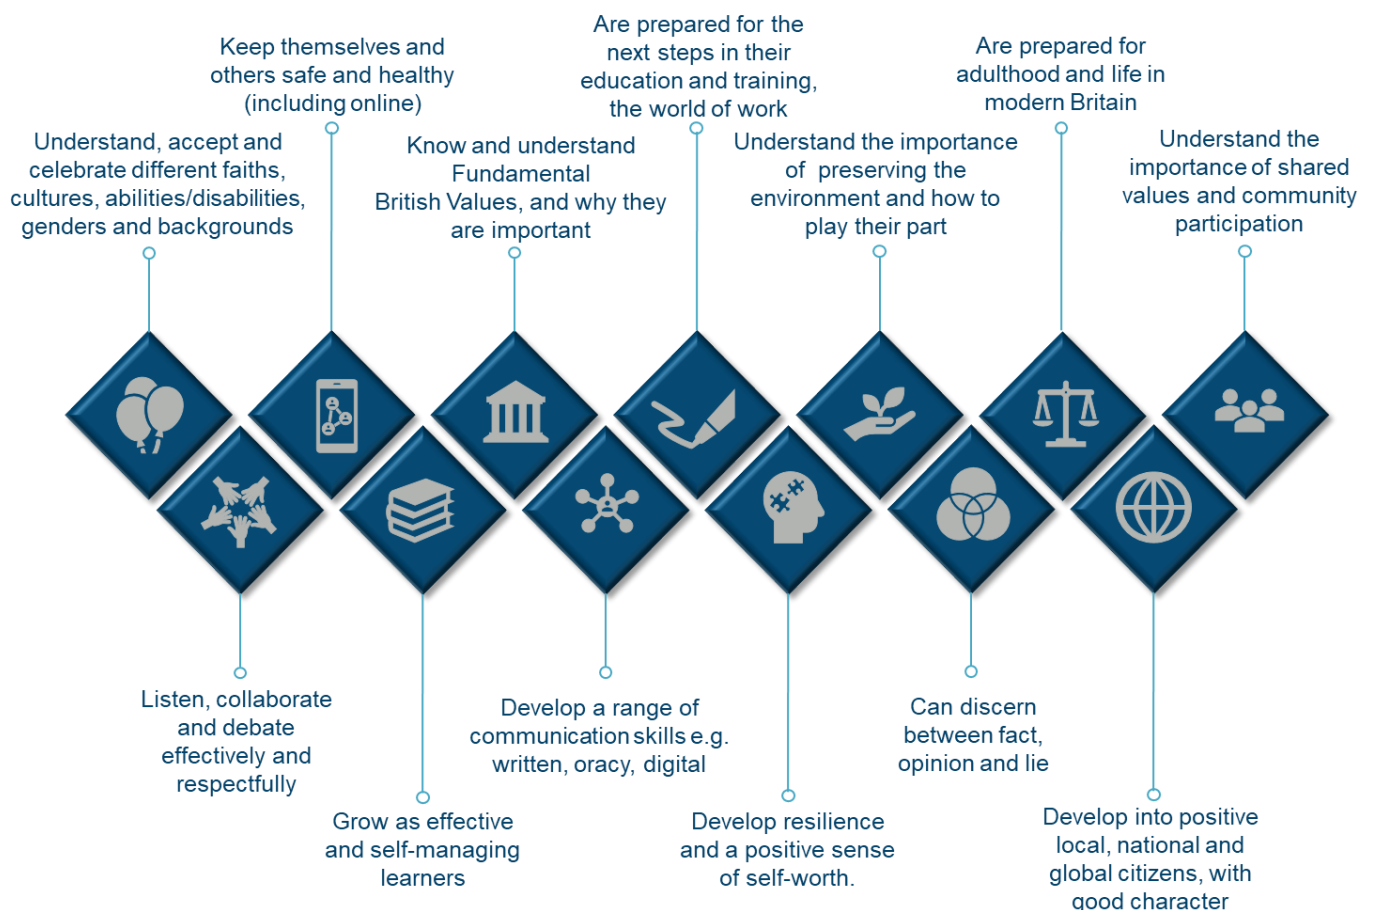 Understand, accept and
celebrate different faiths,
cultures, abilities/disabilities,
genders and backgrounds
Keep themselves and
others safe and healthy
(including online)
Know and understand
Fundamental
British Values, and why they
are important
Are prepared for the
next steps in their
education and training,
the world of work
Understand the importance
of preserving the
environment and how to
play their part
Are prepared for
adulthood and life in
modern Britain
Understand the
importance of shared
values and community
participation
Listen, collaborate
and debate
effectively and
respectfully
Grow as effective
and self-managing
learners
Develop a range of
communication skills e.g.
written, oracy, digital
Develop resilience
and a positive sense
of self-worth.
Can discern
between fact,
opinion and lie
Develop into positive
local, national and
global citizens, with
good character